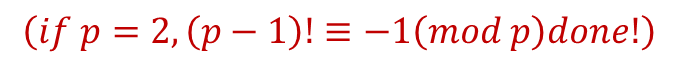 (if p = 2, (p − 1)! ≡ −1(mod p)done!)